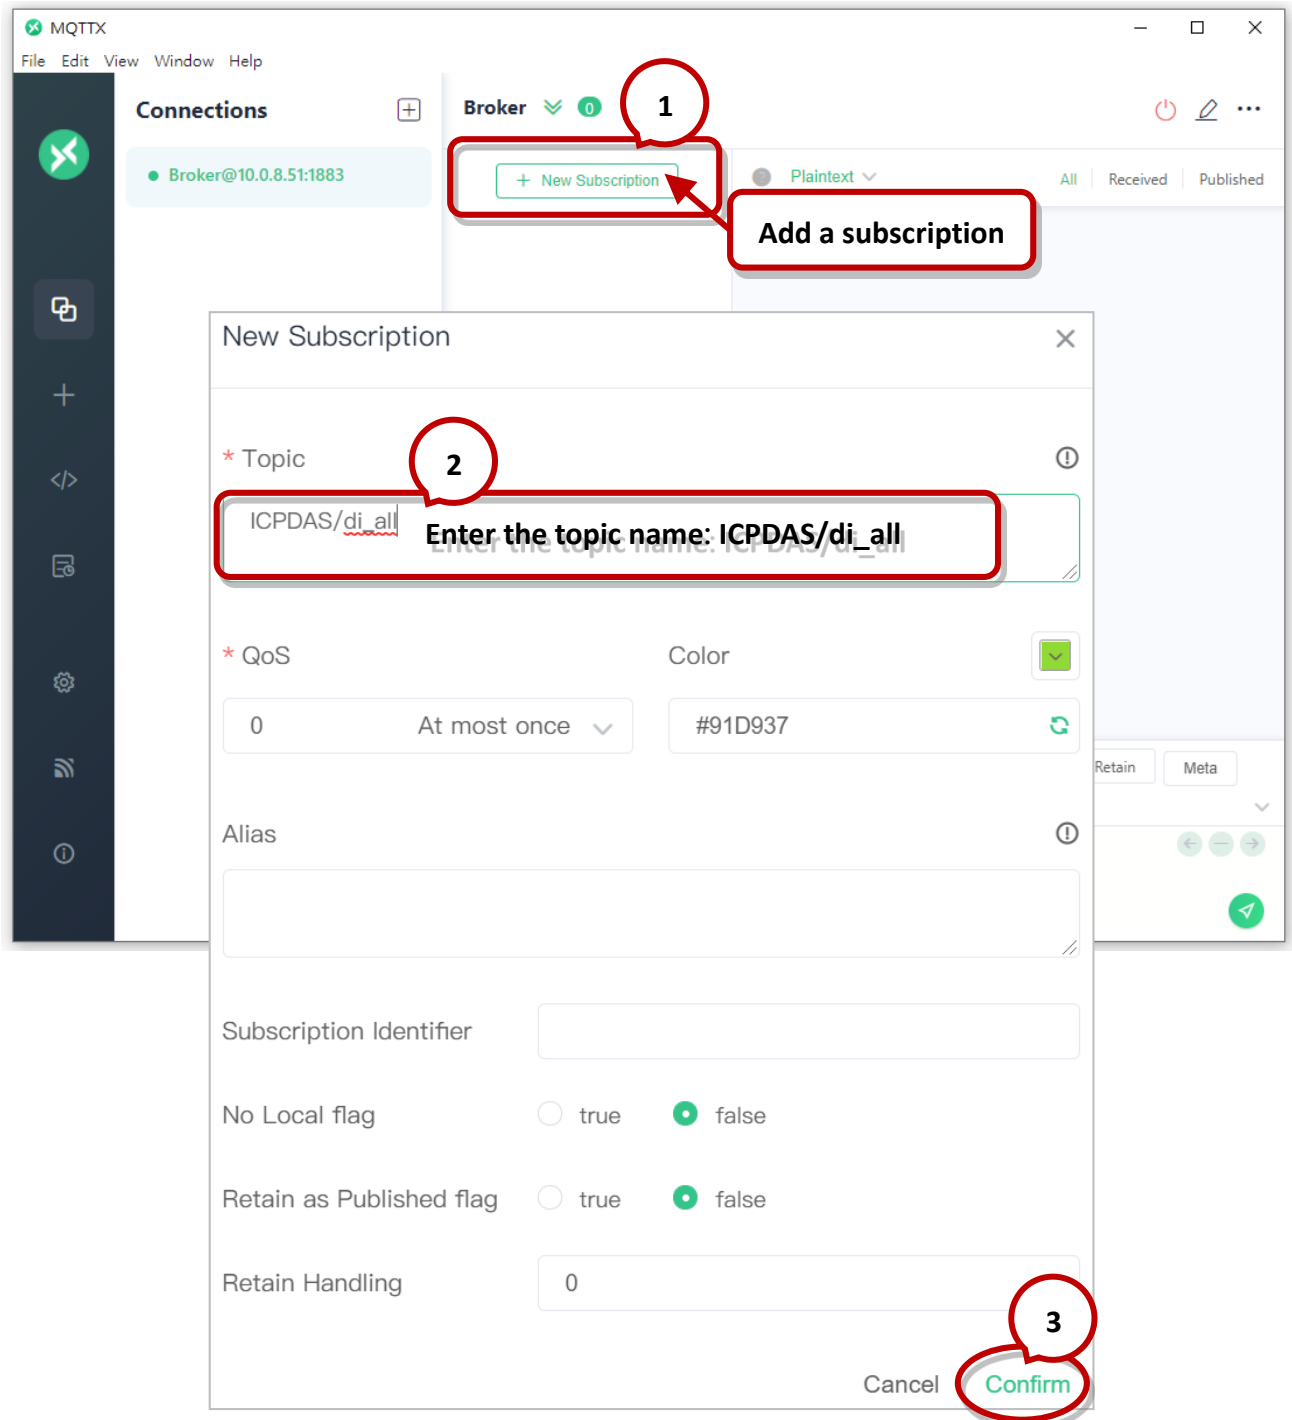 MQTTX
File Edit View Window Help
Connections
Broker 0
1
Broker@10.0.8.51:1883
+ New Subscription
Plaintext
All Received Published
Add a subscription
New Subscription
* Topic
2
ICPDAS/di_all
Enter the topic name: ICPDAS/di_all
* QoS
Color
0 At most once
#91D937
Retain
Meta
Alias
Subscription Identifier
No Local flag
true
false
Retain as Published flag
true
false
Retain Handling
0
3
Cancel
Confirm